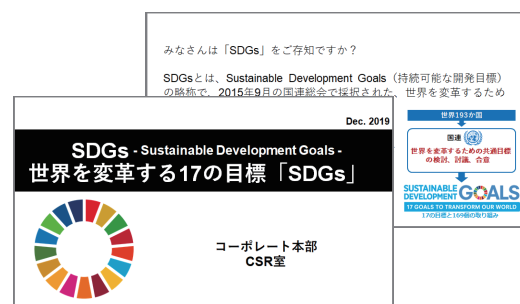 みなさんは「SDGs」をご存知ですか？
SDGsとは、Sustainable Development Goals（持続可能な開発目標）
の略称で、2015年9月の国連総会で採択された、世界を変革するため
世界193か国
国連
世界を変革するための共通目標
の検討、討議、合意
SUSTAINABLE
DEVELOPMENT GOALS
17 GOALS TO TRANSFORM OUR WORLD
17の目標と169個の取り組み
Dec. 2019
SDGs - Sustainable Development Goals -
世界を変革する17の目標「SDGs」
コーポレート本部
CSR室